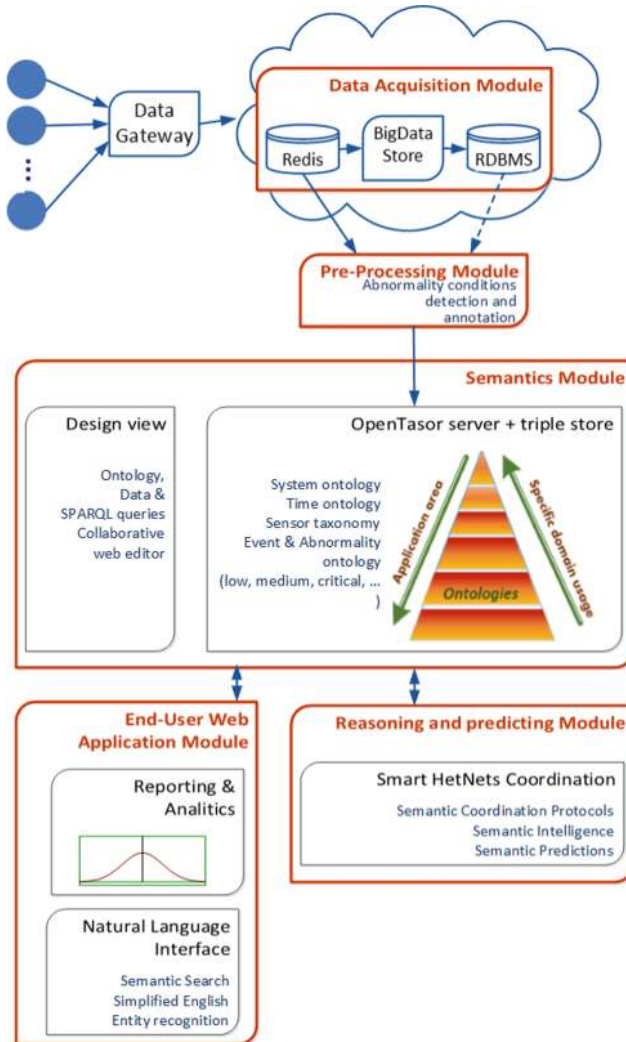 Data Acquisition Module
Data
Gateway
Redis
BigData
Store
RDBMS
Pre-Processing Module
Abnormality conditions
detection and
annotation
Semantics Module
Design view
Ontology,
Data &
SPARQL queries
Collaborative
web editor
OpenTasor server + triple store
System ontology
Time ontology
Sensor taxonomy
Event & Abnormality
ontology
(low, medium, critical, ...
)
Application area
Specific domain usage
Ontologies
End-User Web
Application Module
Reporting &
Analitics
Natural Language
Interface
Semantic Search
Simplified English
Entity recognition
Reasoning and predicting Module
Smart HetNets Coordination
Semantic Coordination Protocols
Semantic Intelligence
Semantic Predictions